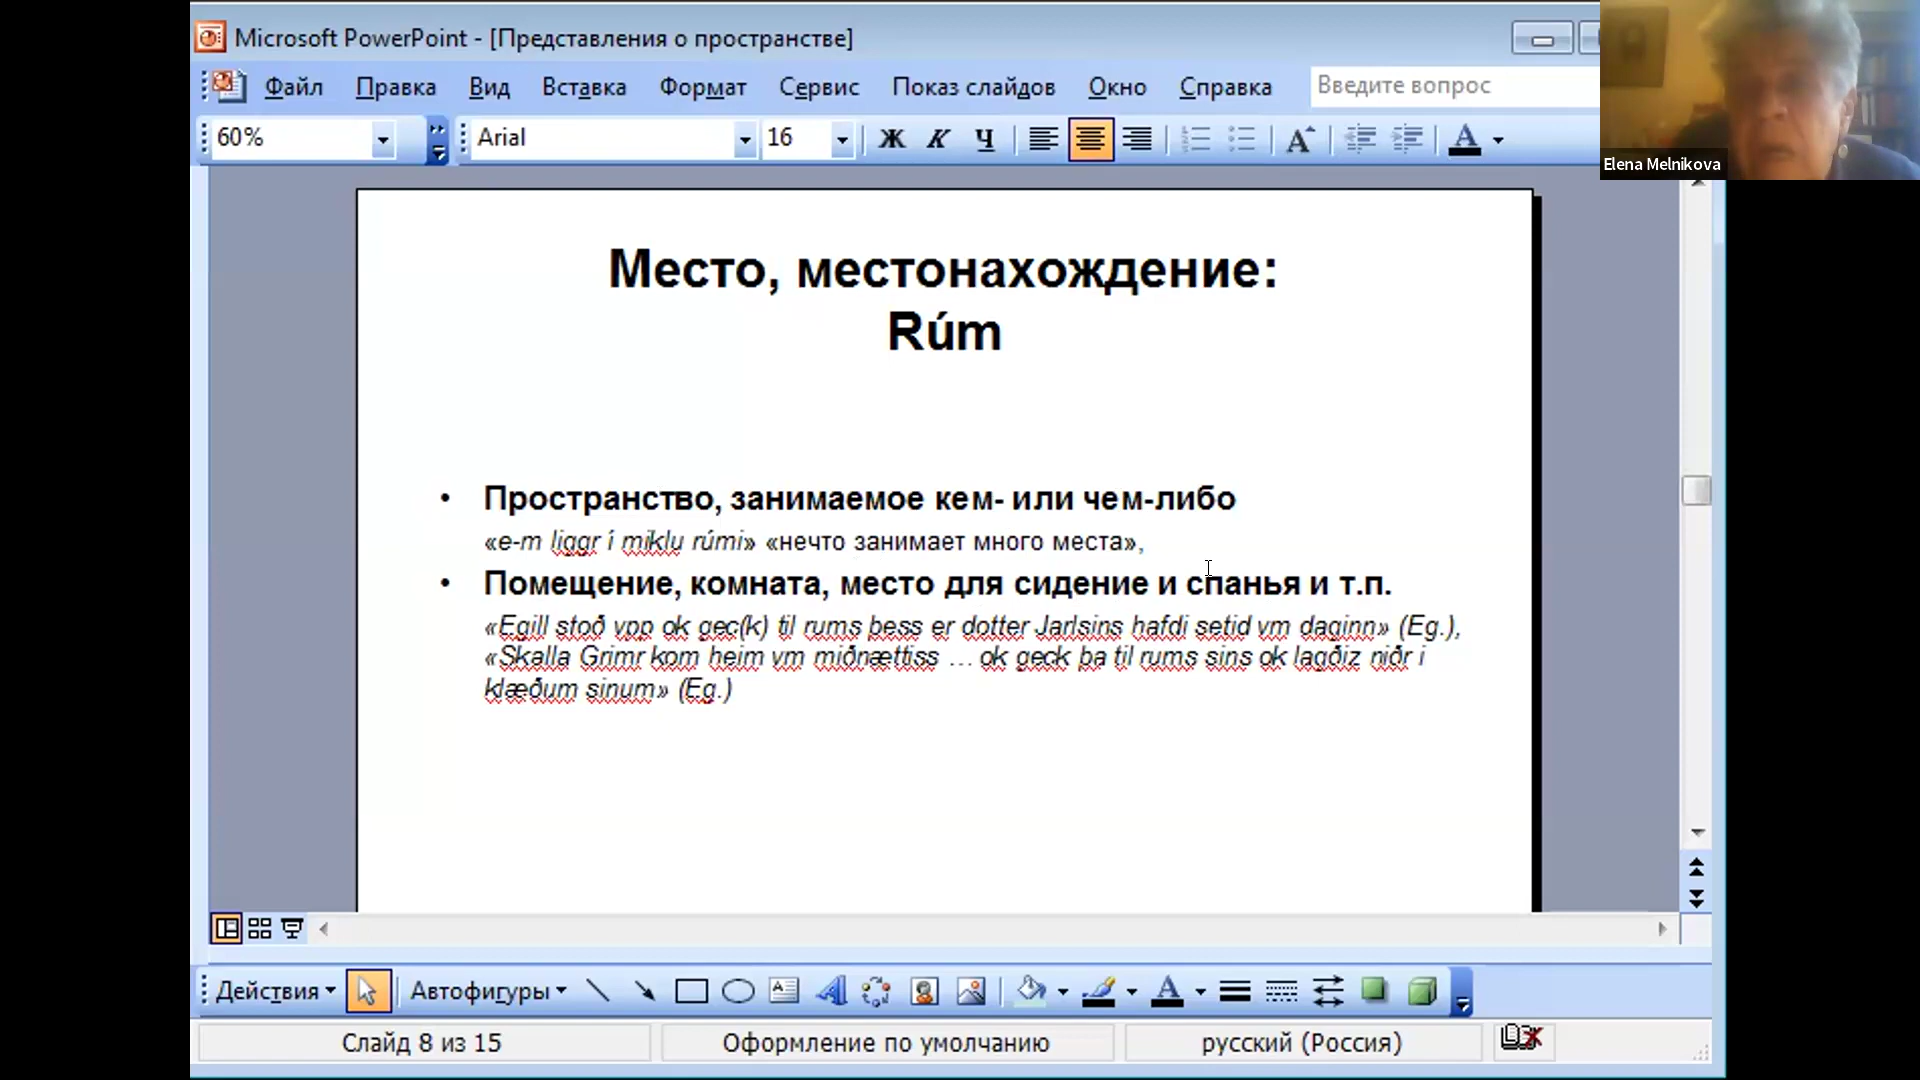 Microsoft PowerPoint - [Представления о пространстве]
Файл Правка Вид Вставка Формат Сервис Показ слайдов Окно Справка Введите вопрос
60% Arial 16 Ж К Ч
Elena Melnikova
Место, местонахождение:
Rúm
• Пространство, занимаемое кем- или чем-либо
«e-m liggr í miklu rúmi» «нечто занимает много места»,
• Помещение, комната, место для сидение и спанья и т.п.
«Egill stoð vpp ok gec(k) til rums þess er dotter Jarlsins hafdi setid vm daginn» (Eg.),
«Skalla Grimr kom heim vm miðnættiss … ok geck þa til rums sins ok lagðiz niðr i
klæðum sinum» (Eg.)
Действия Автофигуры
Слайд 8 из 15 Оформление по умолчанию русский (Россия)